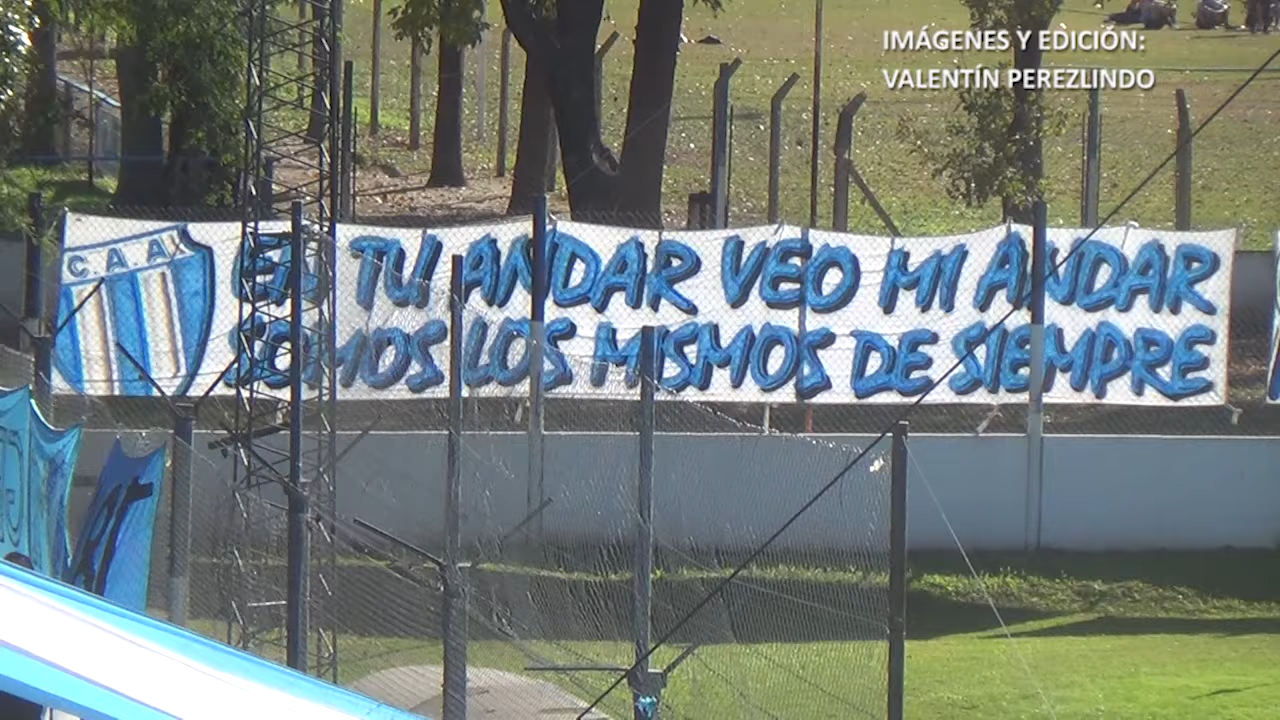 IMÁGENES Y EDICIÓN:
VALENTÍN PEREZLINDO
C A A
EN TU ANDAR VEO MI ANDAR
SOMOS LOS MISMOS DE SIEMPRE